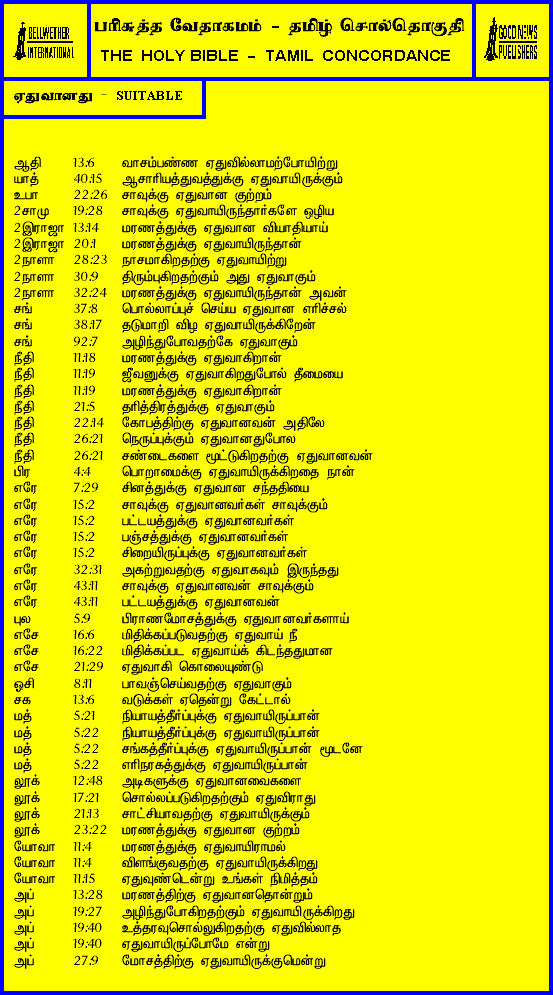 BELLWETHER
INTERNATIONAL
பரிசுத்த வேதாகமம் - தமிழ் சொல்தொகுதி
THE HOLY BIBLE - TAMIL CONCORDANCE
GOOD NEWS
PUBLISHERS
ஏதுவானது - SUITABLE
ஆதி 13:6 வாசம்பண்ண ஏதுவில்லாமற்போயிற்று
யாத் 40:15 ஆசாரியத்துவத்துக்கு ஏதுவாயிருக்கும்
உபா 22:26 சாவுக்கு ஏதுவான குற்றம்
2சாமு 19:28 சாவுக்கு ஏதுவாயிருந்தார்களே ஒழிய
2இராஜா 13:14 மரணத்துக்கு ஏதுவான வியாதியாய்
2இராஜா 20:1 மரணத்துக்கு ஏதுவாயிருந்தான்
2நாளா 28:23 நாசமாகிறதற்கு ஏதுவாயிற்று
2நாளா 30:9 திரும்புகிறதற்கும் அது ஏதுவாகும்
2நாளா 32:24 மரணத்துக்கு ஏதுவாயிருந்தான் அவன்
சங் 37:8 பொல்லாப்புச் செய்ய ஏதுவான எரிச்சல்
சங் 38:17 தடுமாறி விழ ஏதுவாயிருக்கிறேன்
சங் 92:7 அழிந்துபோவதற்கே ஏதுவாகும்
நீதி 11:18 மரணத்துக்கு ஏதுவாகிறான்
நீதி 11:19 ஜீவனுக்கு ஏதுவாகிறதுபோல் தீமையை
நீதி 11:19 மரணத்துக்கு ஏதுவாகிறான்
நீதி 21:5 தரித்திரத்துக்கு ஏதுவாகும்
நீதி 22:14 கோபத்திற்கு ஏதுவானவன் அதிலே
நீதி 26:21 நெருப்புக்கும் ஏதுவானதுபோல
நீதி 26:21 சண்டைகளை மூட்டுகிறதற்கு ஏதுவானவன்
பிர 4:4 பொறாமைக்கு ஏதுவாயிருக்கிறதை நான்
எரே 7:29 சினத்துக்கு ஏதுவான சந்ததியை
எரே 15:2 சாவுக்கு ஏதுவானவர்கள் சாவுக்கும்
எரே 15:2 பட்டயத்துக்கு ஏதுவானவர்கள்
எரே 15:2 பஞ்சத்துக்கு ஏதுவானவர்கள்
எரே 15:2 சிறையிருப்புக்கு ஏதுவானவர்கள்
எரே 32:31 அகற்றுவதற்கு ஏதுவாகவும் இருந்தது
எரே 43:11 சாவுக்கு ஏதுவானவன் சாவுக்கும்
எரே 43:11 பட்டயத்துக்கு ஏதுவானவன்
புல 5:9 பிராணமோசத்துக்கு ஏதுவானவர்களாய்
எசே 16:6 மிதிக்கப்படுவதற்கு ஏதுவாய் நீ
எசே 16:22 மிதிக்கப்பட ஏதுவாய்க் கிடந்ததுமான
எசே 21:29 ஏதுவாகி கொலையுண்டு
ஓசி 8:11 பாவஞ்செய்வதற்கு ஏதுவாகும்
சக 13:6 வடுக்கள் ஏதென்று கேட்டால்
மத் 5:21 நியாயத்தீர்ப்புக்கு ஏதுவாயிருப்பான்
மத் 5:22 நியாயத்தீர்ப்புக்கு ஏதுவாயிருப்பான்
மத் 5:22 சங்கத்தீர்ப்புக்கு ஏதுவாயிருப்பான் மூடனே
மத் 5:22 எரிநரகத்துக்கு ஏதுவாயிருப்பான்
லூக் 12:48 அடிகளுக்கு ஏதுவானவைகளை
லூக் 17:21 சொல்லப்படுகிறதற்கும் ஏதுவிராது
லூக் 21:13 சாட்சியாவதற்கு ஏதுவாயிருக்கும்
லூக் 23:22 மரணத்துக்கு ஏதுவான குற்றம்
யோவா 11:4 மரணத்துக்கு ஏதுவாயிராமல்
யோவா 11:4 விளங்குவதற்கு ஏதுவாயிருக்கிறது
யோவா 11:15 ஏதுவுண்டென்று உங்கள் நிமித்தம்
அப் 13:28 மரணத்திற்கு ஏதுவானதொன்றும்
அப் 19:27 அழிந்துபோகிறதற்கும் ஏதுவாயிருக்கிறது
அப் 19:40 உத்தரவுசொல்லுகிறதற்கு ஏதுவில்லாத
அப் 19:40 ஏதுவாயிருப்போமே என்று
அப் 27:9 மோசத்திற்கு ஏதுவாயிருக்குமென்று